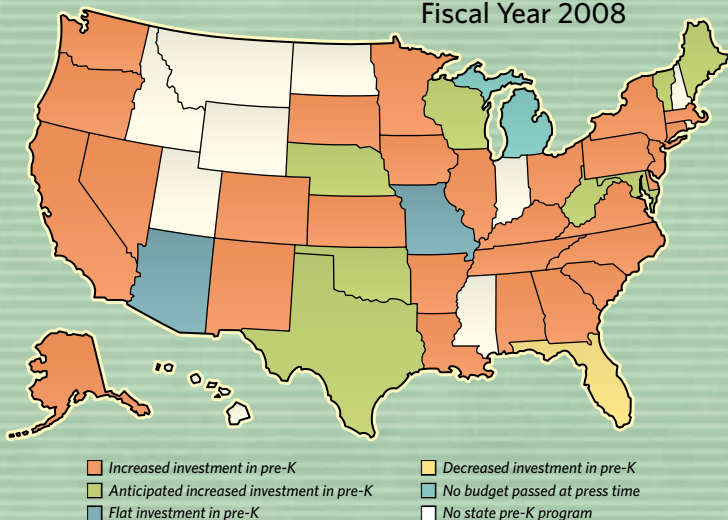 Fiscal Year 2008
Increased investment in pre-K
Anticipated increased investment in pre-K
Flat investment in pre-K
Decreased investment in pre-K
No budget passed at press time
No state pre-K program